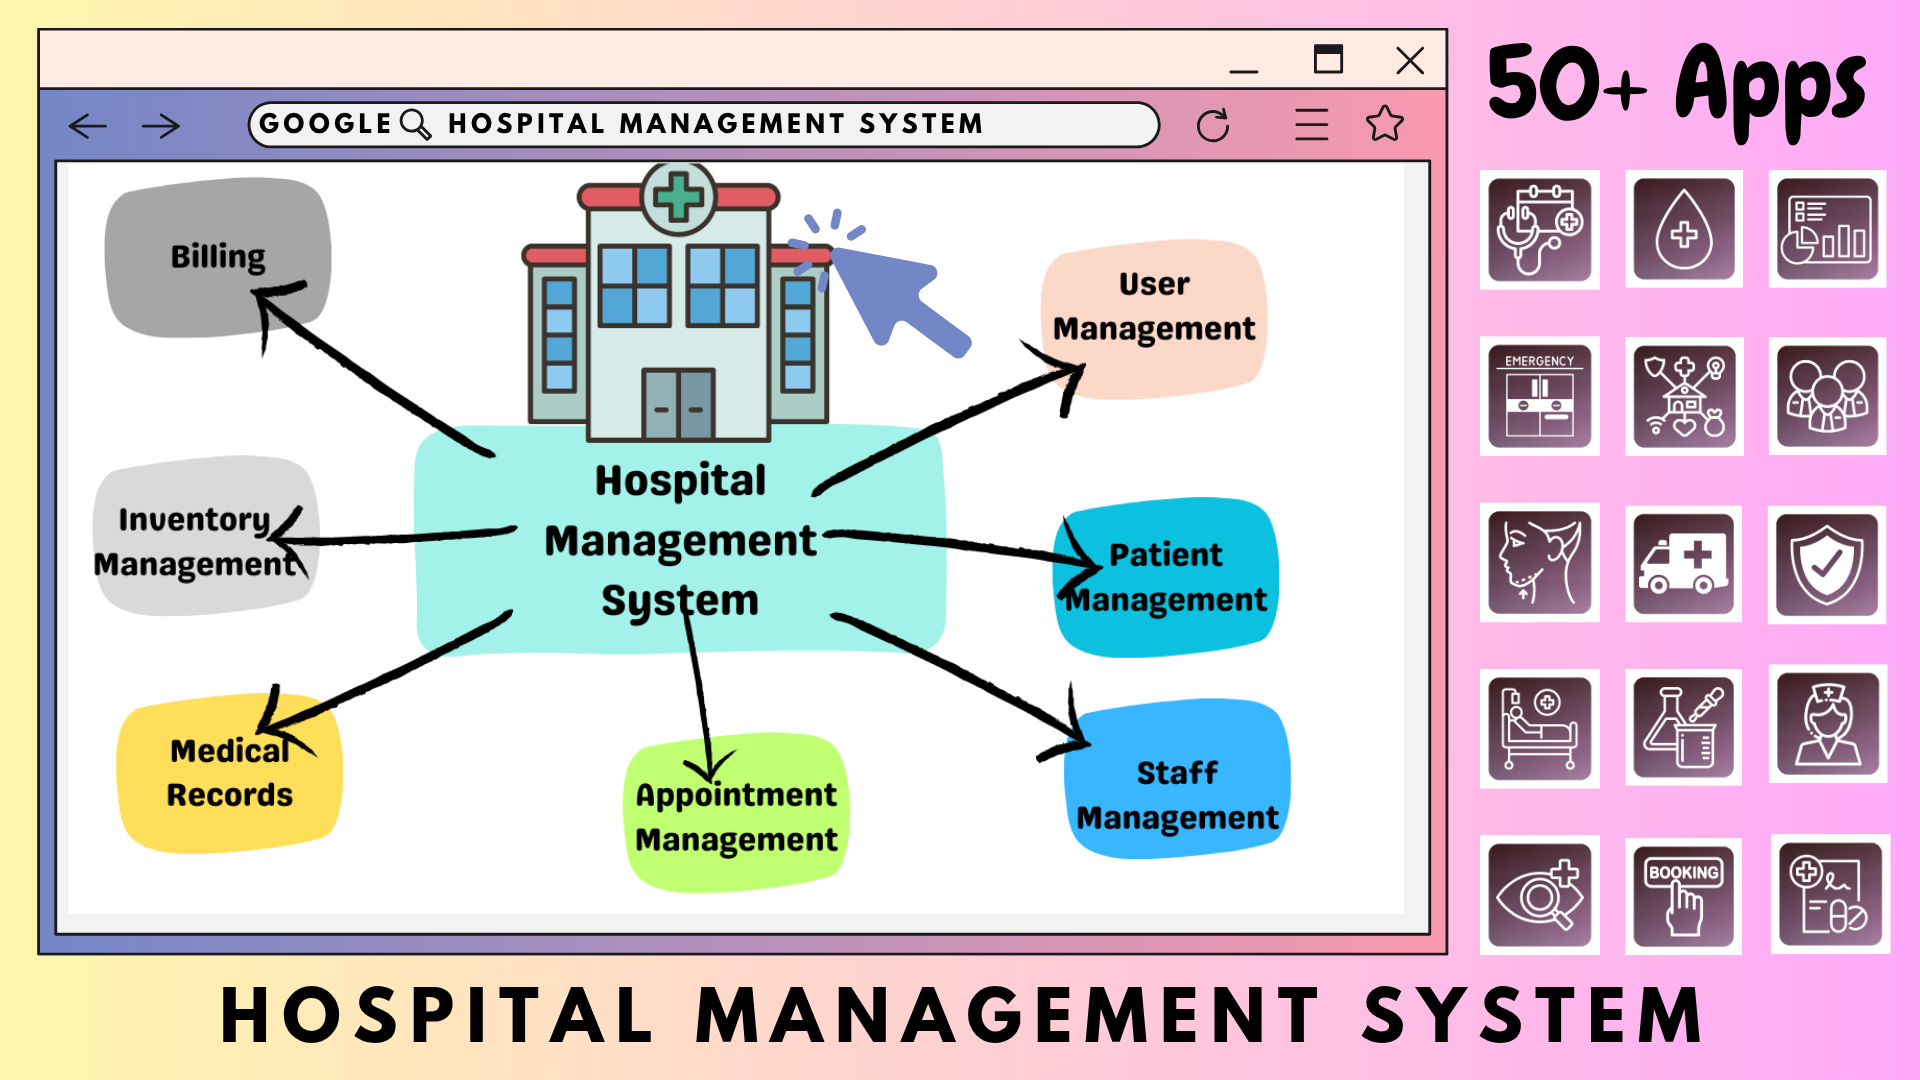 GOOGLE HOSPITAL MANAGEMENT SYSTEM
50+ Apps
Billing
User
Management
Hospital
Management
System
Inventory
Management
Patient
Management
Medical
Records
Appointment
Management
Staff
Management
EMERGENCY
BOOKING
HOSPITAL MANAGEMENT SYSTEM